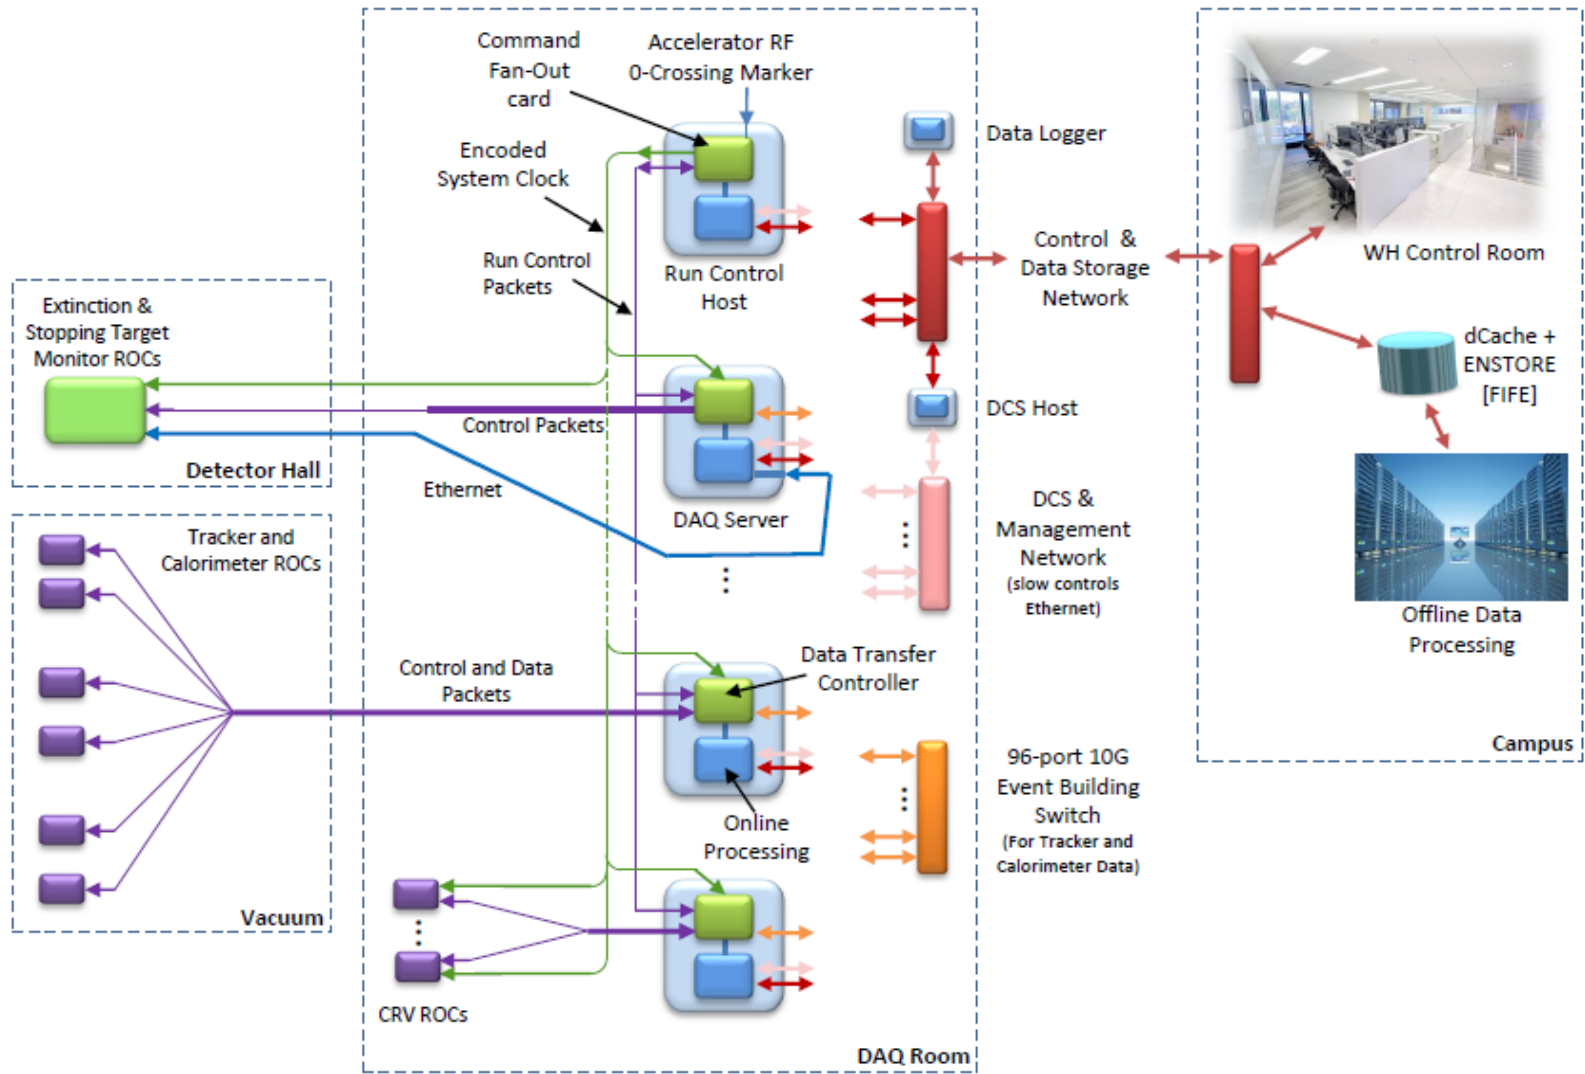 Command
Fan-Out
card
Accelerator RF
0-Crossing Marker
Encoded
System Clock
Run Control
Packets
Run Control
Host
Data Logger
Control &
Data Storage
Network
WH Control Room
dCache +
ENSTORE
[FIFE]
Offline Data
Processing
Campus
Extinction &
Stopping Target
Monitor ROCs
Detector Hall
Control Packets
Ethernet
DAQ Server
...
DCS Host
DCS &
Management
Network
(slow controls
Ethernet)
Tracker and
Calorimeter ROCs
Vacuum
Control and Data
Packets
Data Transfer
Controller
Online
Processing
96-port 10G
Event Building
Switch
(For Tracker and
Calorimeter Data)
CRV ROCs
DAQ Room